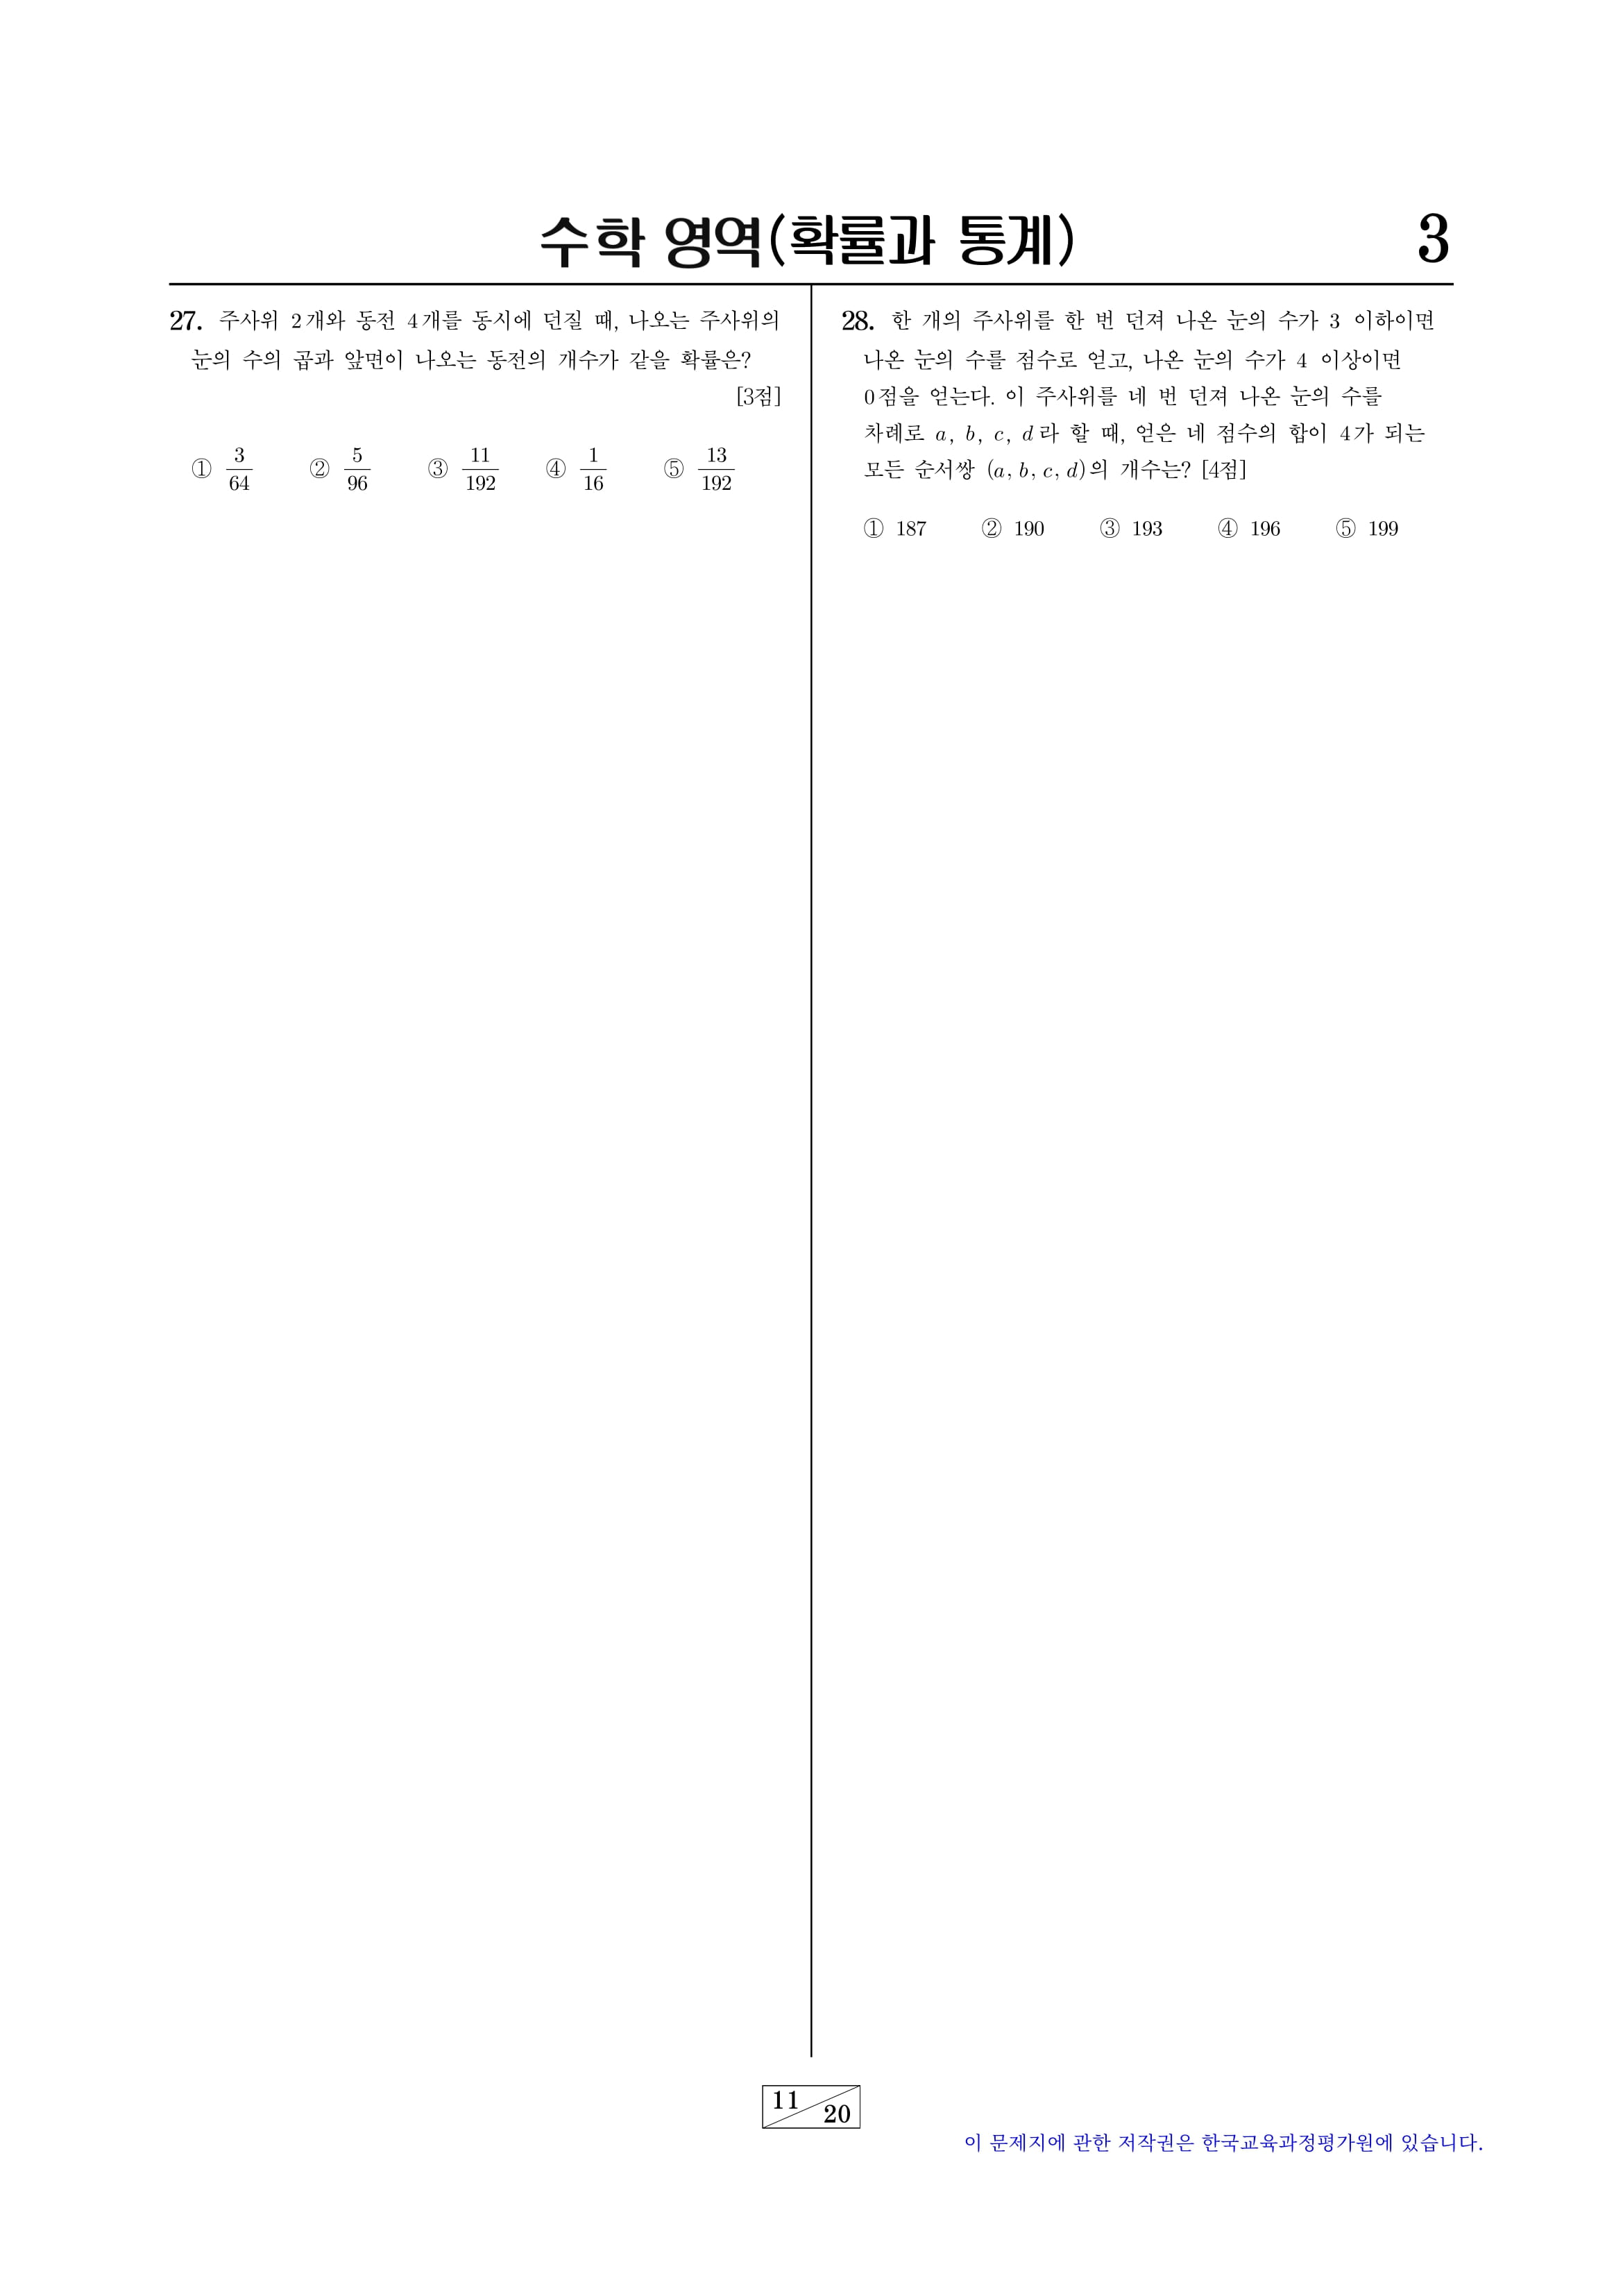 수학 영역(확률과 통계)
3
27. 주사위 2개와 동전 4개를 동시에 던질 때, 나오는 주사위의
눈의 수의 곱과 앞면이 나오는 동전의 개수가 같을 확률은?
[3점]
① 3/64 ② 5/96 ③ 11/192 ④ 1/16 ⑤ 13/192
28. 한 개의 주사위를 한 번 던져 나온 눈의 수가 3 이하이면
나온 눈의 수를 점수로 얻고, 나온 눈의 수가 4 이상이면
0점을 얻는다. 이 주사위를 네 번 던져 나온 눈의 수를
차례로 a, b, c, d라 할 때, 얻은 네 점수의 합이 4가 되는
모든 순서쌍 (a, b, c, d)의 개수는? [4점]
① 187 ② 190 ③ 193 ④ 196 ⑤ 199
11 20
이 문제지에 관한 저작권은 한국교육과정평가원에 있습니다.